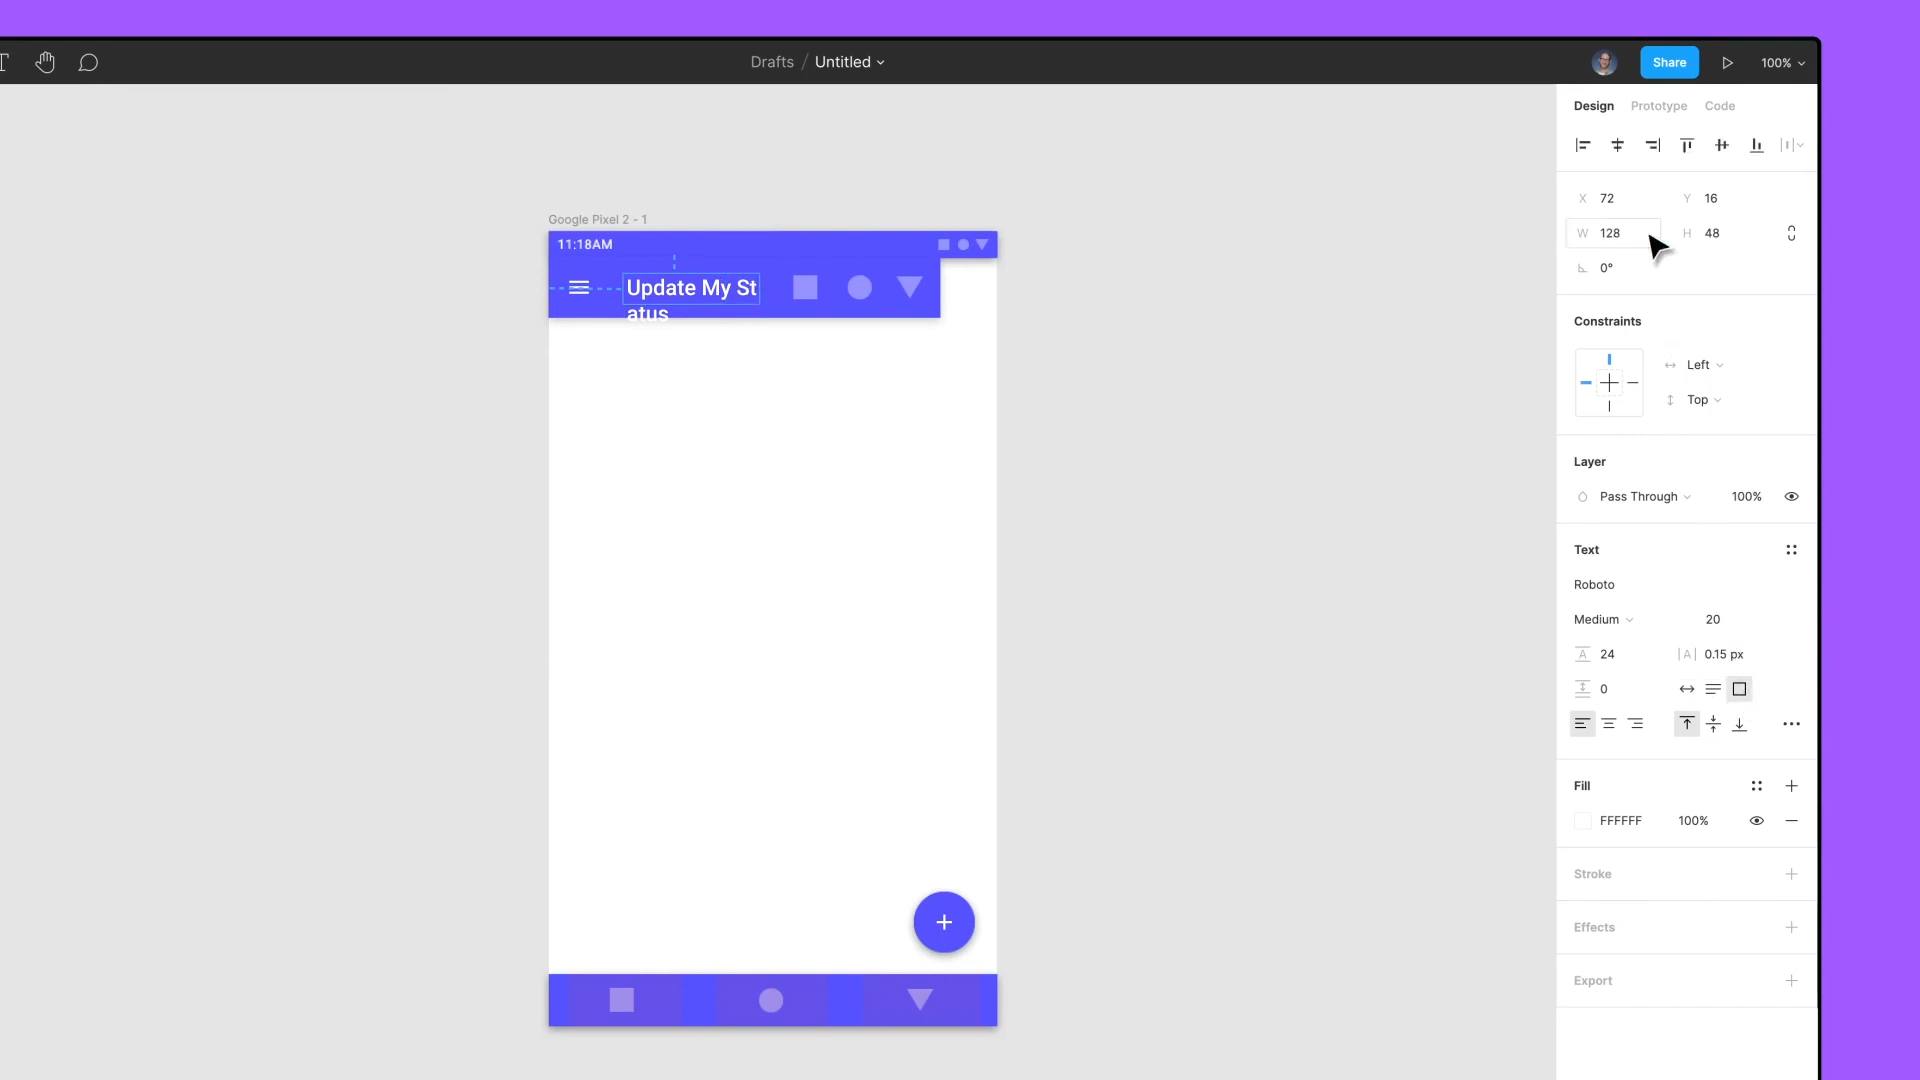 T
Drafts / Untitled
Share
100%
Design Prototype Code
X 72 Y 16
W 128 H 48
0°
Constraints
Left
Top
Layer
Pass Through 100%
Text
Roboto
Medium 20
A 24 |A| 0.15 px
0
Fill
FFFFFF 100%
Stroke
Effects
Export
Google Pixel 2 - 1
11:18AM
Update My St
atus